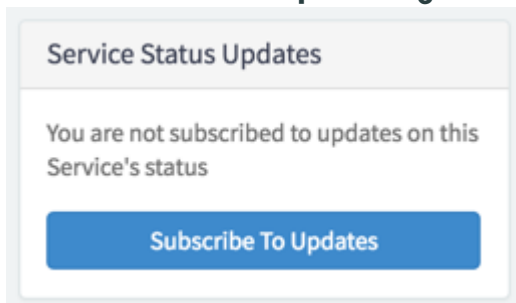 Service Status Updates
You are not subscribed to updates on this
Service's status
Subscribe To Updates